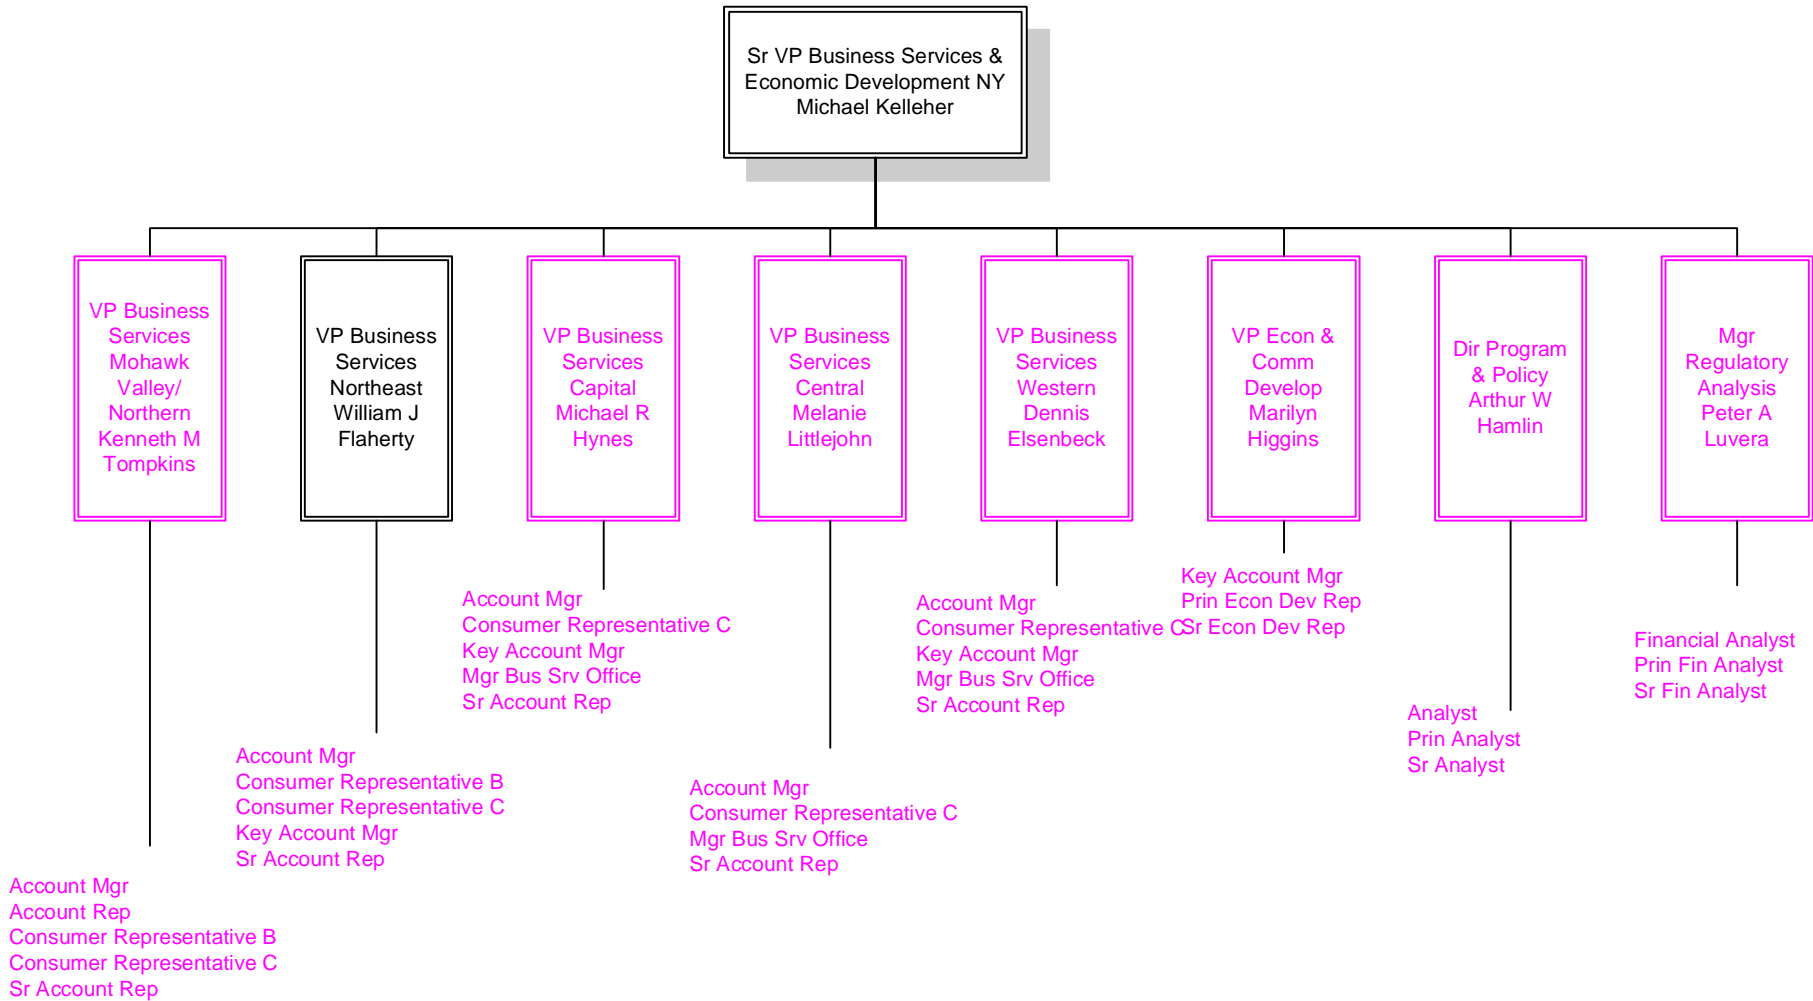 Sr VP Business Services &
Economic Development NY
Michael Kelleher
VP Business
Services
Mohawk
Valley/
Northern
Kenneth M
Tompkins
VP Business
Services
Northeast
William J
Flaherty
VP Business
Services
Capital
Michael R
Hynes
VP Business
Services
Central
Melanie
Littlejohn
VP Business
Services
Western
Dennis
Elsenbeck
VP Econ &
Comm
Develop
Marilyn
Higgins
Dir Program
& Policy
Arthur W
Hamlin
Mgr
Regulatory
Analysis
Peter A
Luvera
Account Mgr
Account Rep
Consumer Representative B
Consumer Representative C
Sr Account Rep
Account Mgr
Consumer Representative B
Consumer Representative C
Key Account Mgr
Sr Account Rep
Account Mgr
Consumer Representative C
Key Account Mgr
Mgr Bus Srv Office
Sr Account Rep
Account Mgr
Consumer Representative C
Mgr Bus Srv Office
Sr Account Rep
Account Mgr
Consumer Representative C
Key Account Mgr
Mgr Bus Srv Office
Sr Account Rep
Key Account Mgr
Prin Econ Dev Rep
Sr Econ Dev Rep
Analyst
Prin Analyst
Sr Analyst
Financial Analyst
Prin Fin Analyst
Sr Fin Analyst